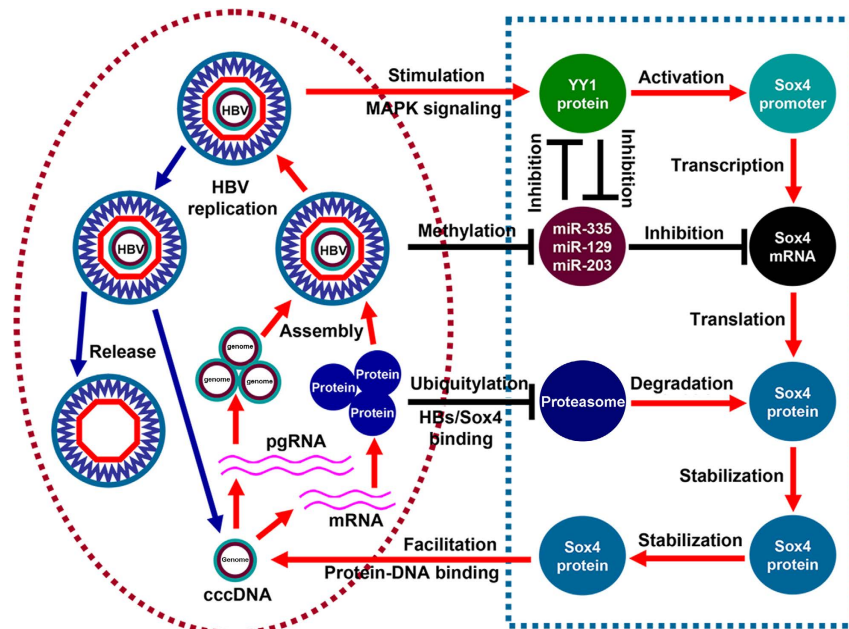 Stimulation
MAPK signaling
YY1
protein
Activation
Sox4
promoter
HBV
HBV
replication
Inhibition
Inhibition
Transcription
HBV
HBV
Methylation
miR-335
miR-129
miR-203
Inhibition
Sox4
mRNA
Release
Assembly
genome
genome
genome
Translation
Protein
Protein
Protein
Ubiquitylation
HBs/Sox4
binding
Proteasome
Degradation
Sox4
protein
pgRNA
mRNA
Stabilization
Genome
cccDNA
Facilitation
Protein-DNA binding
Sox4
protein
Stabilization
Sox4
protein